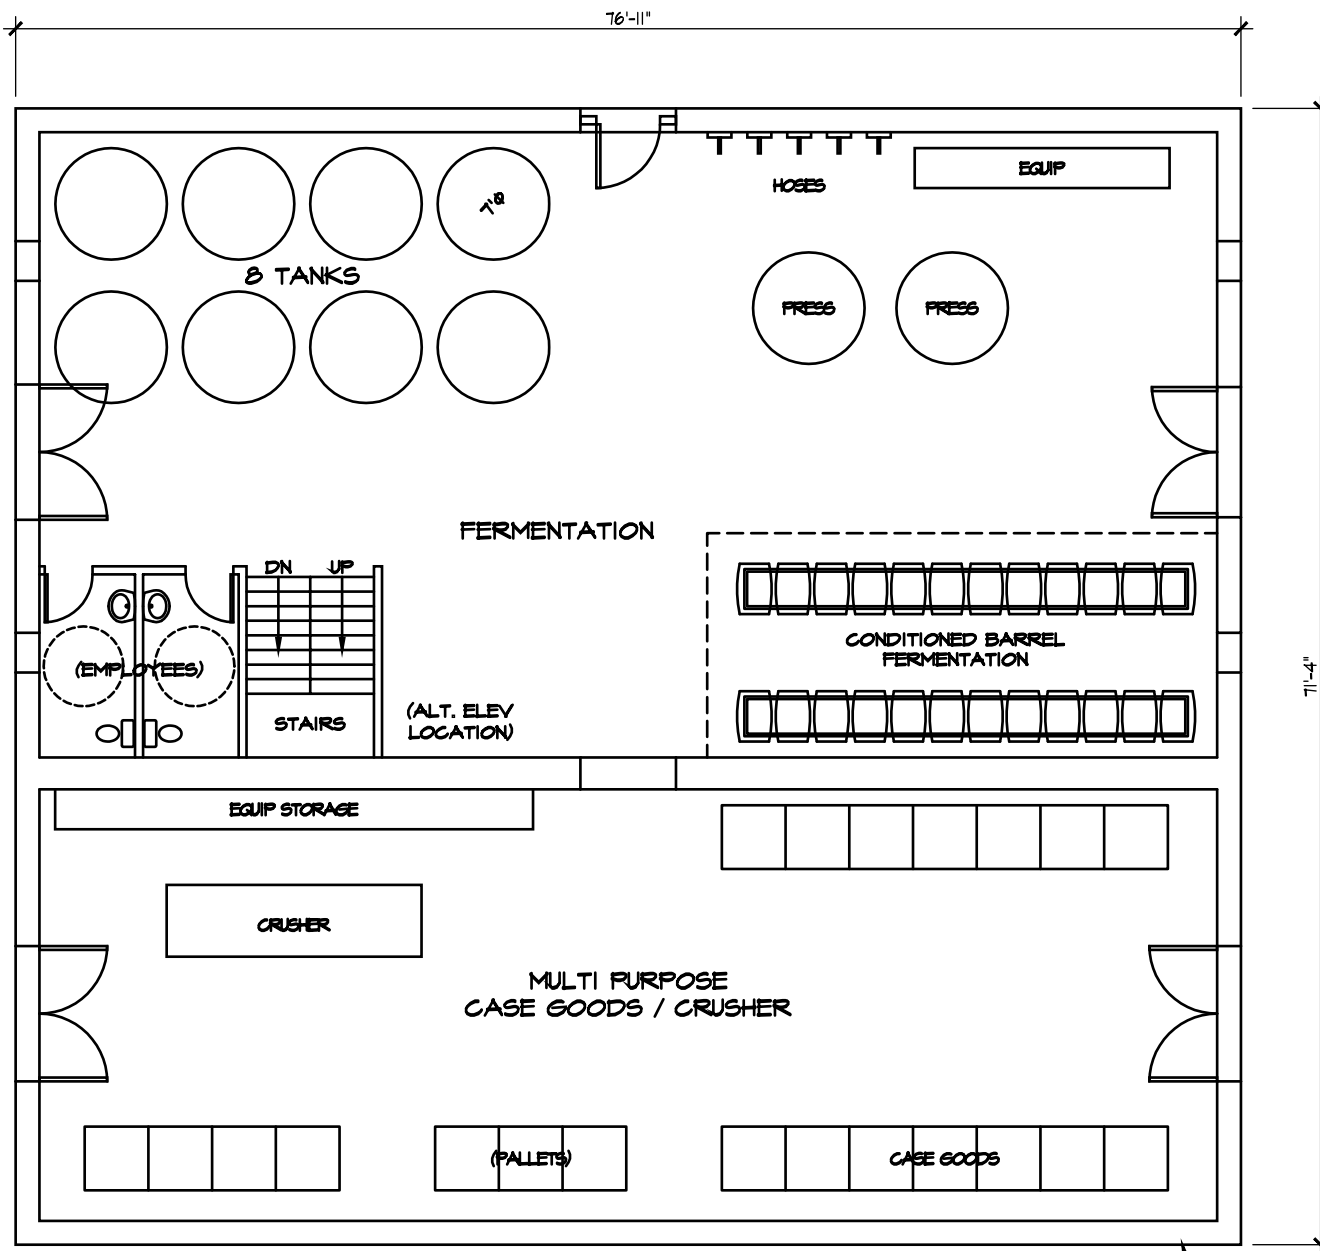 76'-11"
HOSES
EQUIP
7'Ø
8 TANKS
PRESS
PRESS
FERMENTATION
DN
UP
CONDITIONED BARREL
FERMENTATION
(EMPLOYEES)
71'-4"
STAIRS
(ALT. ELEV
LOCATION)
EQUIP STORAGE
CRUSHER
MULTI PURPOSE
CASE GOODS / CRUSHER
(PALLETS)
CASE GOODS